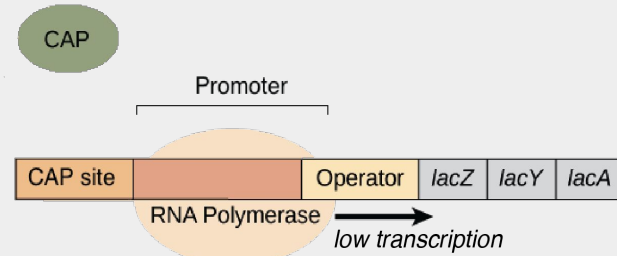 CAP
Promoter
CAP site Operator lacZ lacY lacA
RNA Polymerase
low transcription